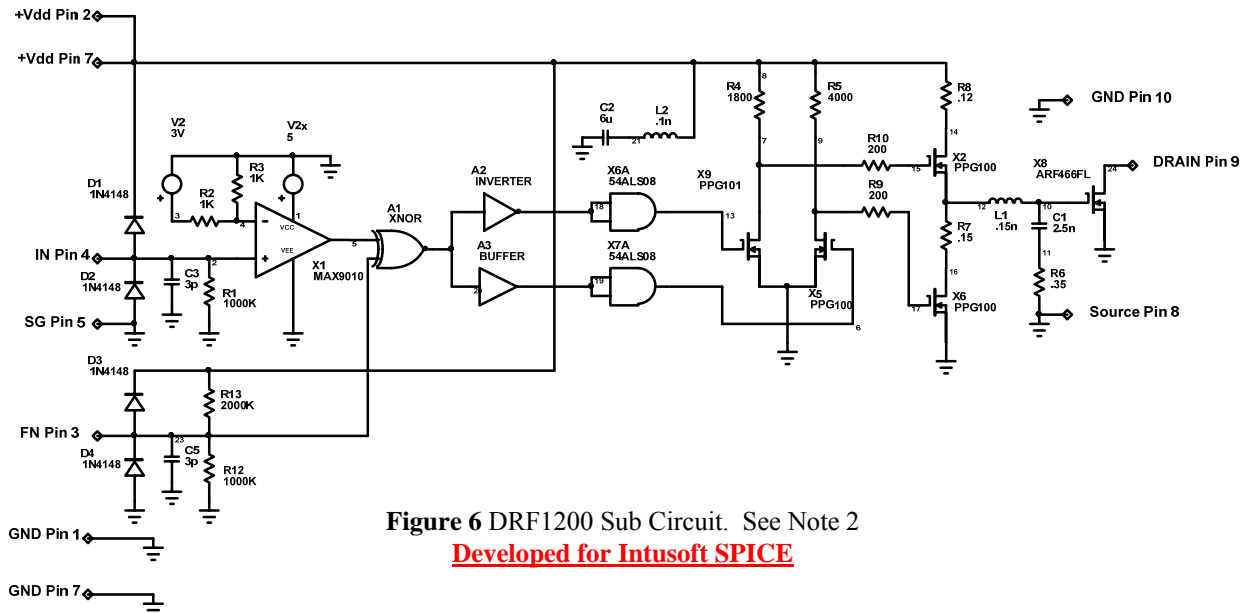 +Vdd Pin 2
+Vdd Pin 7
V2
3V
V2x
5
R3
1K
R2
1K
3
4
1
VCC
VEE
X1
MAX9010
D1
1N4148
IN Pin 4
D2
1N4148
SG Pin 5
C3
3p
2
R1
1000K
5
A1
XNOR
A2
INVERTER
A3
BUFFER
20
C2
6u
21
L2
.1n
X6A
54ALS08
18
X7A
54ALS08
19
X9
PPG101
13
8
R4
1800
7
R5
4000
9
X5
PPG100
6
R10
200
15
R9
200
17
R8
.12
14
X2
PPG100
R7
.15
16
X6
PPG100
12
L1
.15n
10
C1
2.5n
11
R6
.35
X8
ARF466FL
24
GND Pin 10
DRAIN Pin 9
Source Pin 8
D3
1N4148
R13
2000K
FN Pin 3
23
D4
1N4148
C5
3p
R12
1000K
GND Pin 1
GND Pin 7
Figure 6 DRF1200 Sub Circuit. See Note 2
Developed for Intusoft SPICE